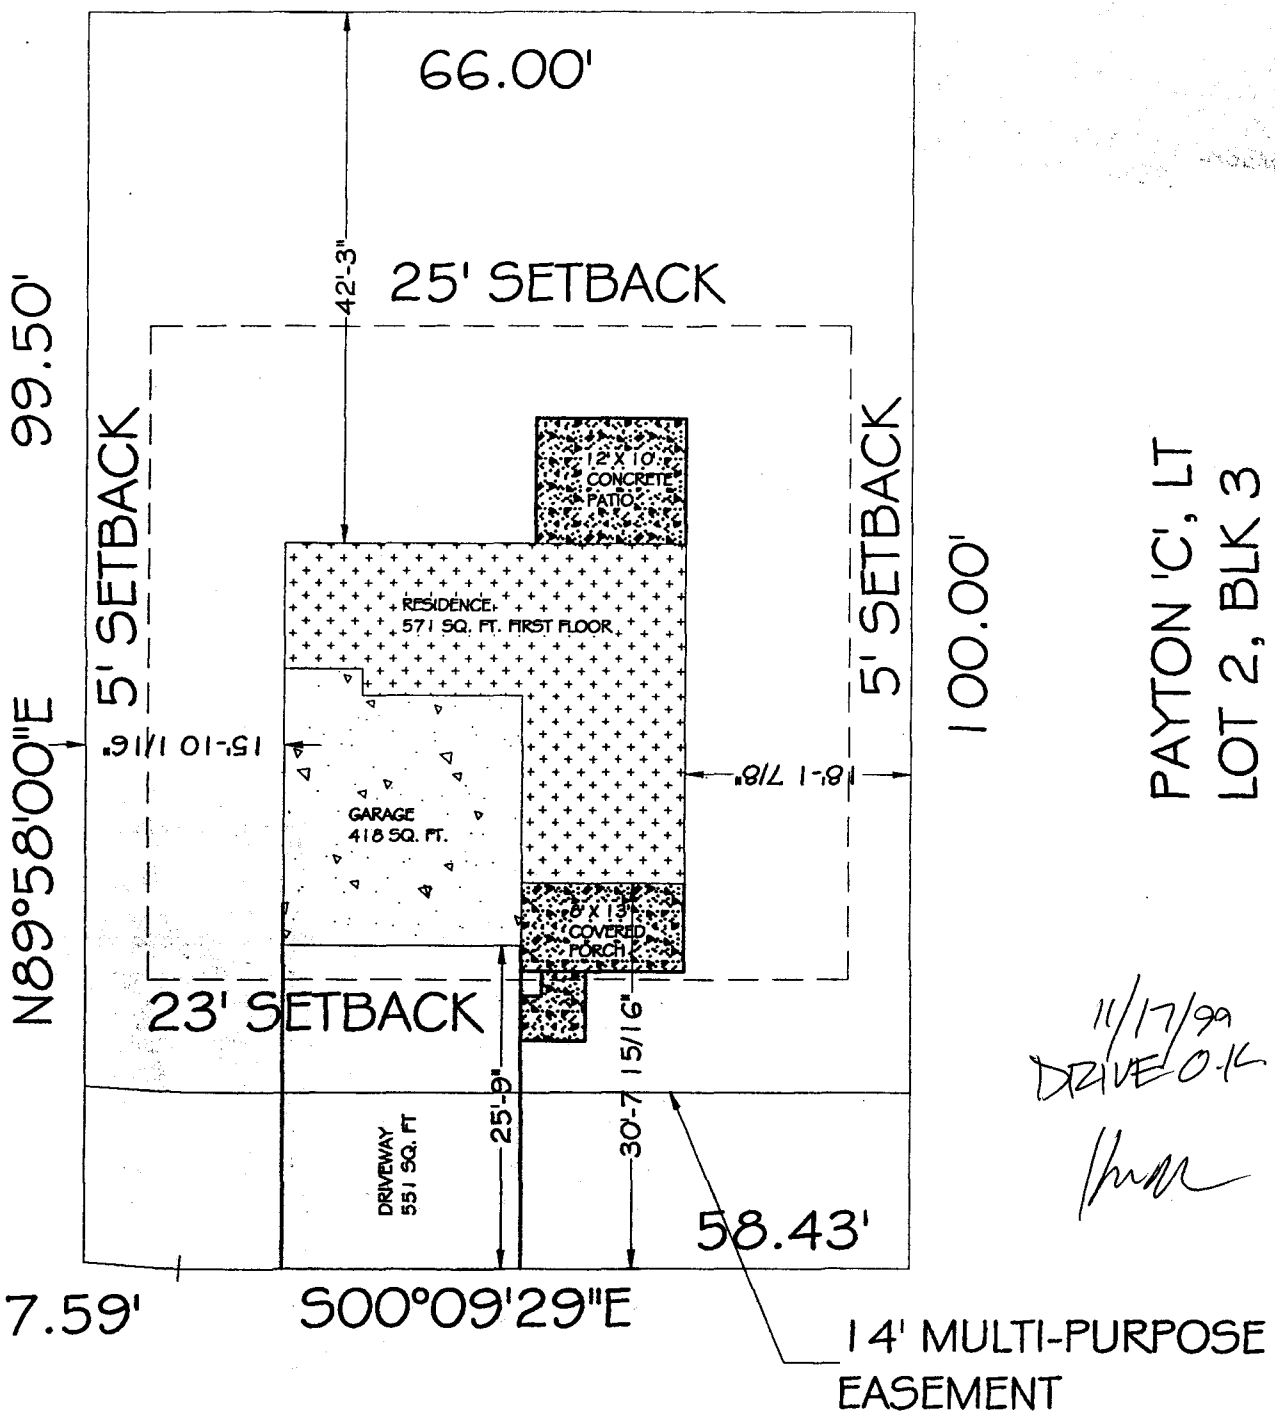 66.00'
42'-3"
25' SETBACK
99.50'
5' SETBACK
12' X 10'
CONCRETE
PATIO
5' SETBACK
100.00'
PAYTON 'C', LT
LOT 2, BLK 3
RESIDENCE
571 SQ. FT. FIRST FLOOR
N89°58'00"E
15'-10 1/16"
18'-1 7/8"
GARAGE
418 SQ. FT.
8' X 13'
COVERED
PORCH
23' SETBACK
25'-9"
30'-7 15/16"
11/17/99
DRIVE O.K
DRIVEWAY
551 SQ. FT
58.43'
7.59'
S00°09'29"E
14' MULTI-PURPOSE
EASEMENT